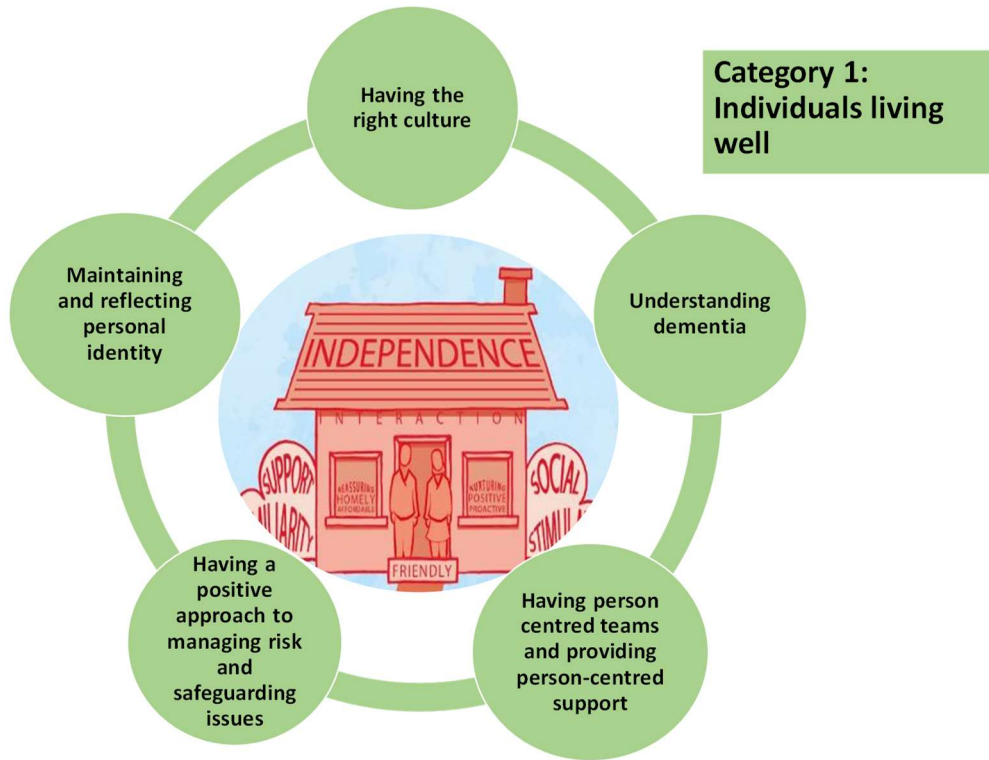 Category 1:
Individuals living
well
Having the
right culture
Understanding
dementia
Having person
centred teams
and providing
person-centred
support
Having a
positive
approach to
managing risk
and
safeguarding
issues
Maintaining
and reflecting
personal
identity
INDEPENDENCE
INTERACTION
SUPPORT
REASSURING
HOMELY
AFFORDABLE
NURTURING
POSITIVE
PROACTIVE
SOCIAL
FRIENDLY